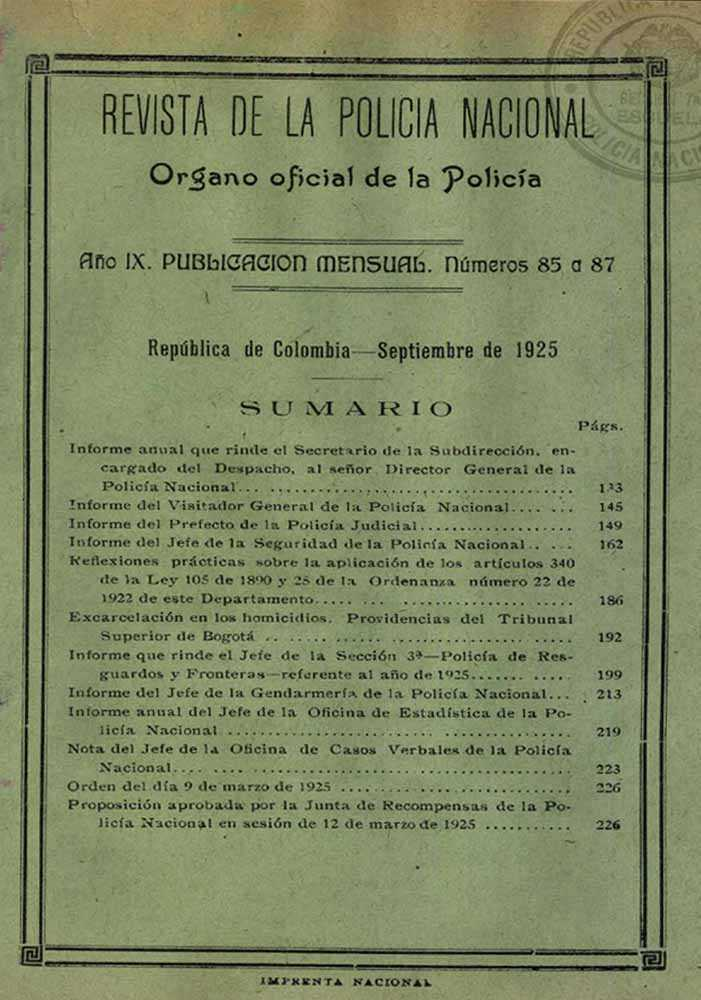 REPUBLICA DE
ESCUELA
POLICIA NACI
REVISTA DE LA POLICIA NACIONAL
Organo oficial de la Policía
Año IX. PUBLICACION MENSUAL. Números 85 a 87
República de Colombia—Septiembre de 1925
SUMARIO
Págs.
Informe anual que rinde el Secretario de la Subdirección, en-
cargado del Despacho, al señor Director General de la
Policía Nacional... ........................................ 133
Informe del Visitador General de la Policía Nacional.... ... 145
Informe del Prefecto de la Policía Judicial.................... 149
Informe del Jefe de la Seguridad de la Policía Nacional.. ... 162
Reflexiones prácticas sobre la aplicación de los artículos 340
de la Ley 105 de 1890 y 25 de la Ordenanza número 22 de
1922 de este Departamento..... ... ...................... 186
Excarcelación en los homicidios. Providencias del Tribunal
Superior de Bogotá .. ..................................... 192
Informe que rinde el Jefe de la Sección 3ª—Policía de Res-
guardos y Fronteras—referente al año de 1925....... ..... 199
Informe del Jefe de la Gendarmería de la Policía Nacional... 213
Informe anual del Jefe de la Oficina de Estadística de la Po-
licía Nacional .............................................. 219
Nota del Jefe de la Oficina de Casos Verbales de la Policía
Nacional.... .... .......................................... 223
Orden del día 9 de marzo de 1925 .............................. 226
Proposición aprobada por la Junta de Recompensas de la Po-
licía Nacional en sesión de 12 de marzo de 1925 ........... 226
IMPRENTA NACIONAL